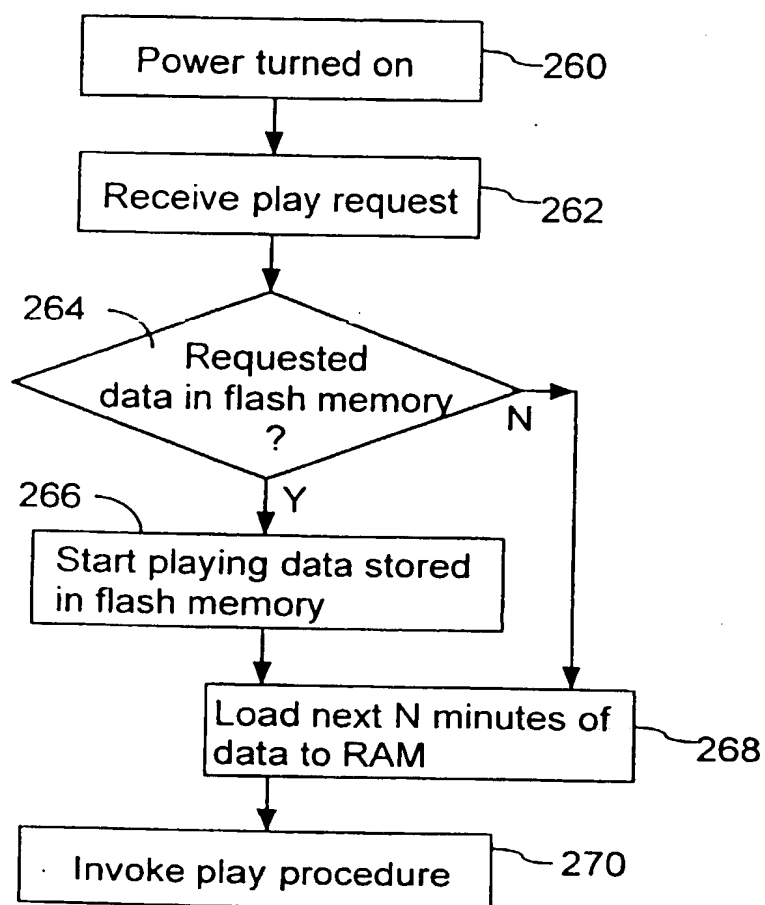 Power turned on
260
Receive play request
262
264
Requested
data in flash memory
?
N
Y
266
Start playing data stored
in flash memory
Load next N minutes of
data to RAM
268
Invoke play procedure
270